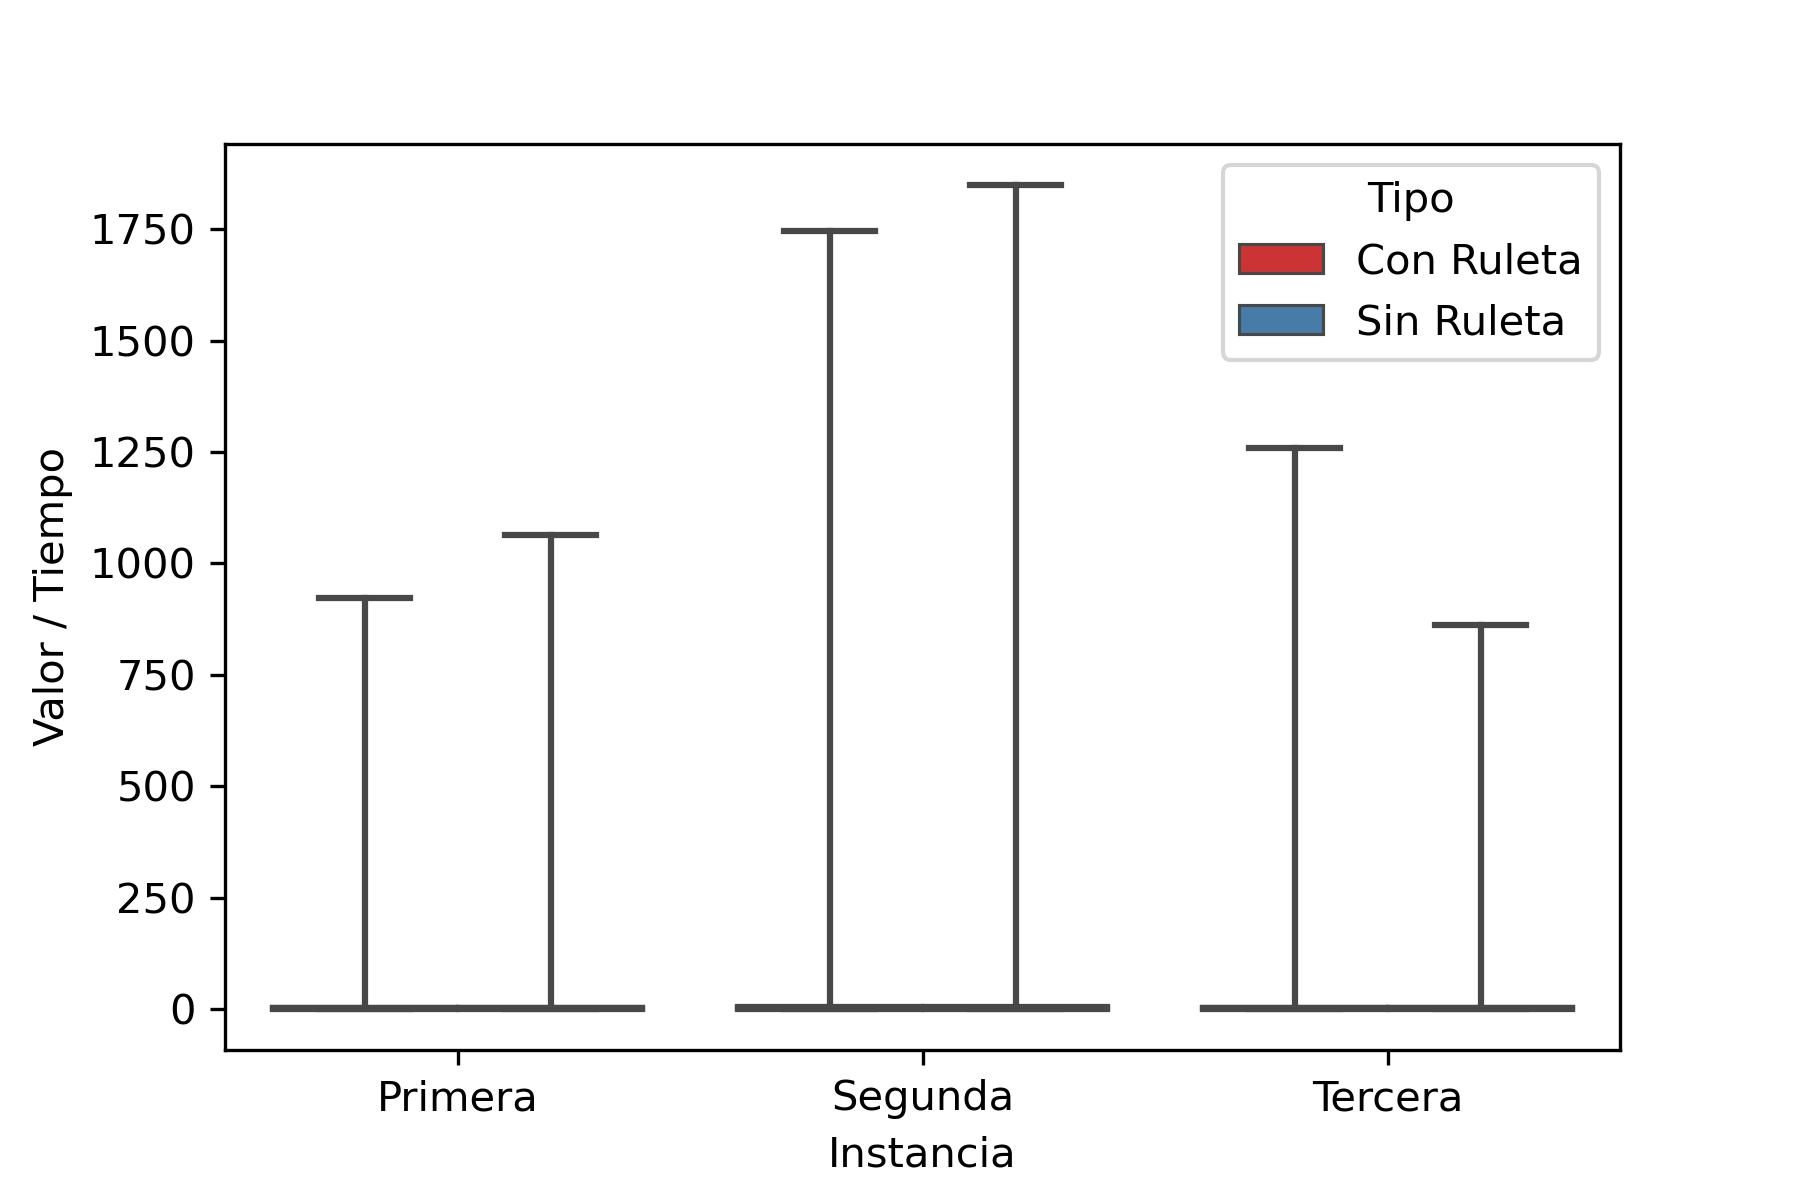 Tipo
Con Ruleta
Sin Ruleta
Valor / Tiempo
1750
1500
1250
1000
750
500
250
0
Primera Segunda Tercera
Instancia